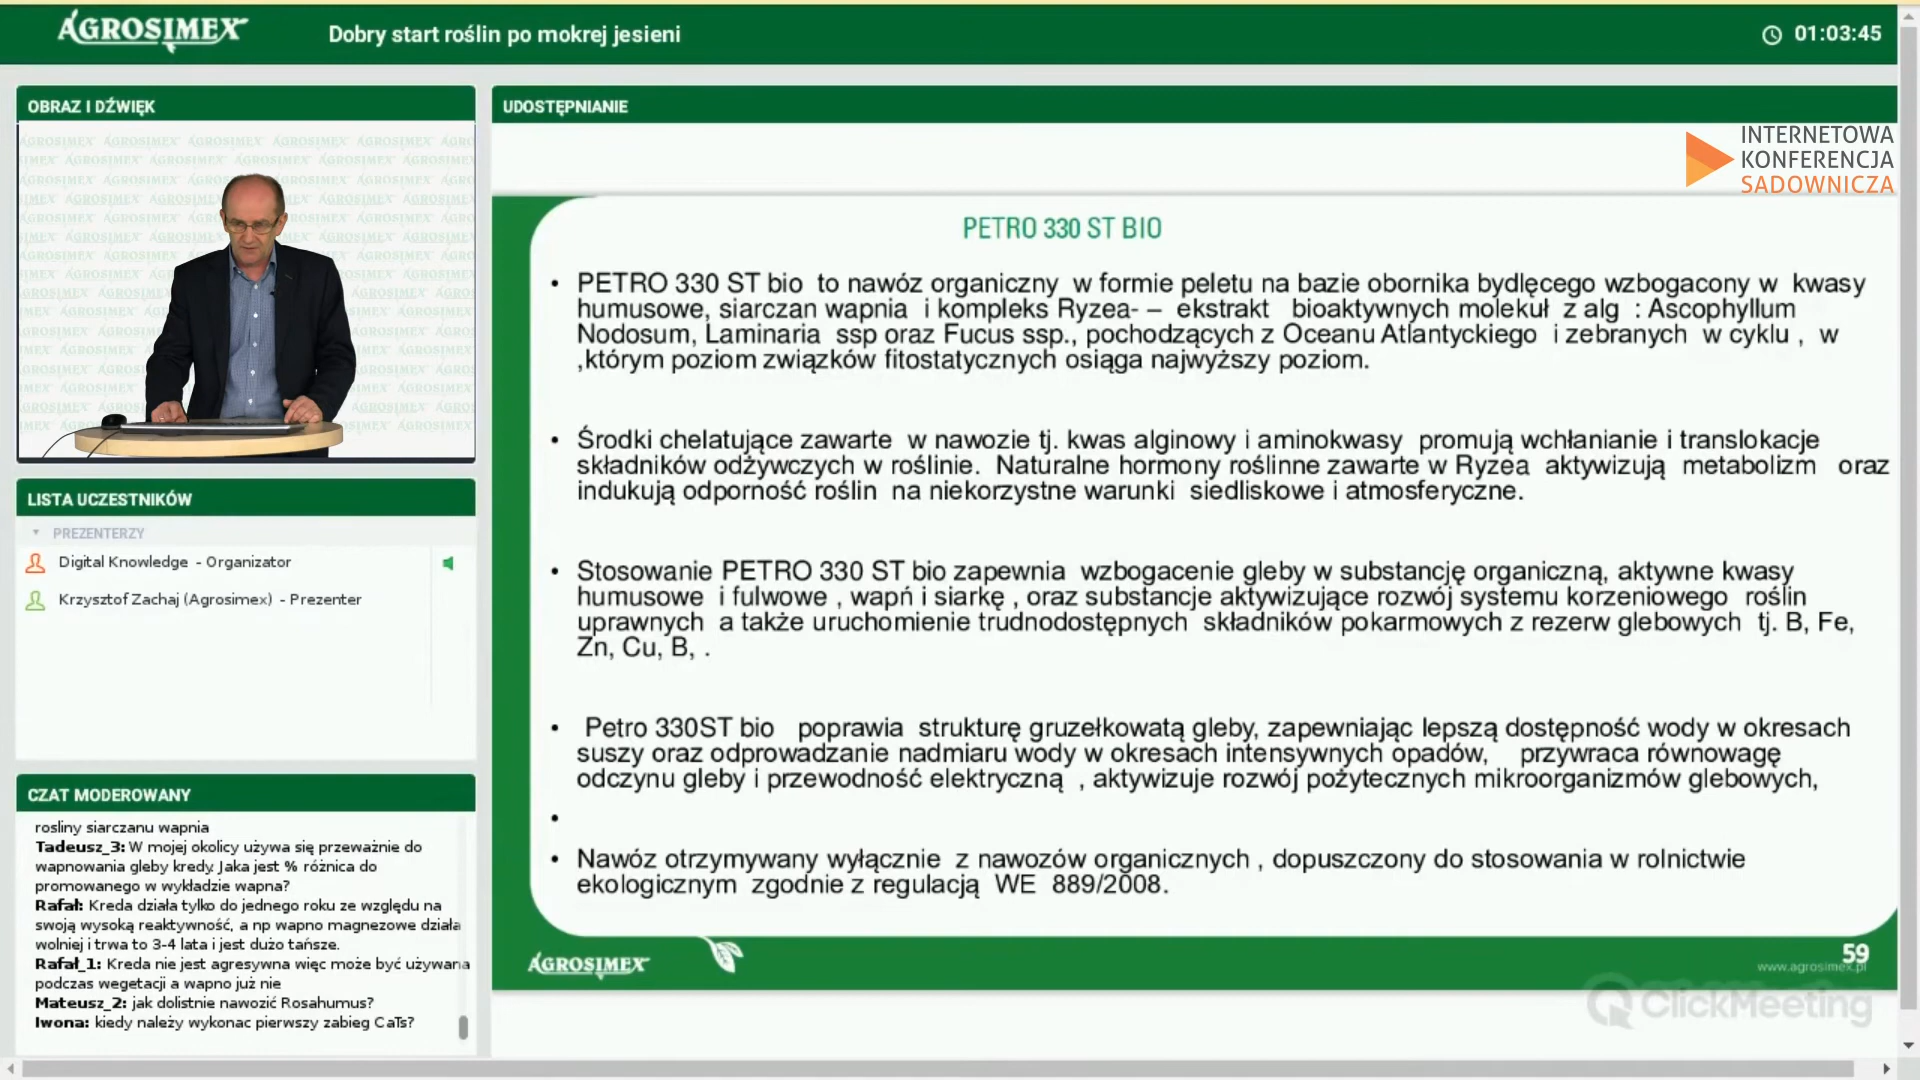 AGROSIMEX
Dobry start roślin po mokrej jesieni
01:03:45
OBRAZ I DŹWIĘK
LISTA UCZESTNIKÓW
PREZENTERZY
Digital Knowledge - Organizator
Krzysztof Zachaj (Agrosimex) - Prezenter
CZAT MODEROWANY
rosliny siarczanu wapnia
Tadeusz_3: W mojej okolicy używa się przeważnie do
wapnowania gleby kredy. Jaka jest % różnica do
promowanego w wykładzie wapna?
Rafał: Kreda działa tylko do jednego roku ze względu na
swoją wysoką reaktywność, a np wapno magnezowe działa
wolniej i trwa to 3-4 lata i jest dużo tańsze.
Rafał_1: Kreda nie jest agresywna więc może być używana
podczas wegetacji a wapno już nie
Mateusz_2: jak dolistnie nawozić Rosahumus?
Iwona: kiedy należy wykonac pierwszy zabieg CaTs?
UDOSTĘPNIANIE
INTERNETOWA
KONFERENCJA
SADOWNICZA
PETRO 330 ST BIO
• PETRO 330 ST bio to nawóz organiczny w formie peletu na bazie obornika bydlęcego wzbogacony w kwasy
humusowe, siarczan wapnia i kompleks Ryzea- – ekstrakt bioaktywnych molekuł z alg : Ascophyllum
Nodosum, Laminaria ssp oraz Fucus ssp., pochodzących z Oceanu Atlantyckiego i zebranych w cyklu , w
,którym poziom związków fitostatycznych osiąga najwyższy poziom.
• Środki chelatujące zawarte w nawozie tj. kwas alginowy i aminokwasy promują wchłanianie i translokacje
składników odżywczych w roślinie. Naturalne hormony roślinne zawarte w Ryzea aktywizują metabolizm oraz
indukują odporność roślin na niekorzystne warunki siedliskowe i atmosferyczne.
• Stosowanie PETRO 330 ST bio zapewnia wzbogacenie gleby w substancję organiczną, aktywne kwasy
humusowe i fulwowe , wapń i siarkę , oraz substancje aktywizujące rozwój systemu korzeniowego roślin
uprawnych a także uruchomienie trudnodostępnych składników pokarmowych z rezerw glebowych tj. B, Fe,
Zn, Cu, B, .
• Petro 330ST bio poprawia strukturę gruzełkowatą gleby, zapewniając lepszą dostępność wody w okresach
suszy oraz odprowadzanie nadmiaru wody w okresach intensywnych opadów, przywraca równowagę
odczynu gleby i przewodność elektryczną , aktywizuje rozwój pożytecznych mikroorganizmów glebowych,
•
• Nawóz otrzymywany wyłącznie z nawozów organicznych , dopuszczony do stosowania w rolnictwie
ekologicznym zgodnie z regulacją WE 889/2008.
AGROSIMEX
59
www.agrosimex.pl
ClickMeeting